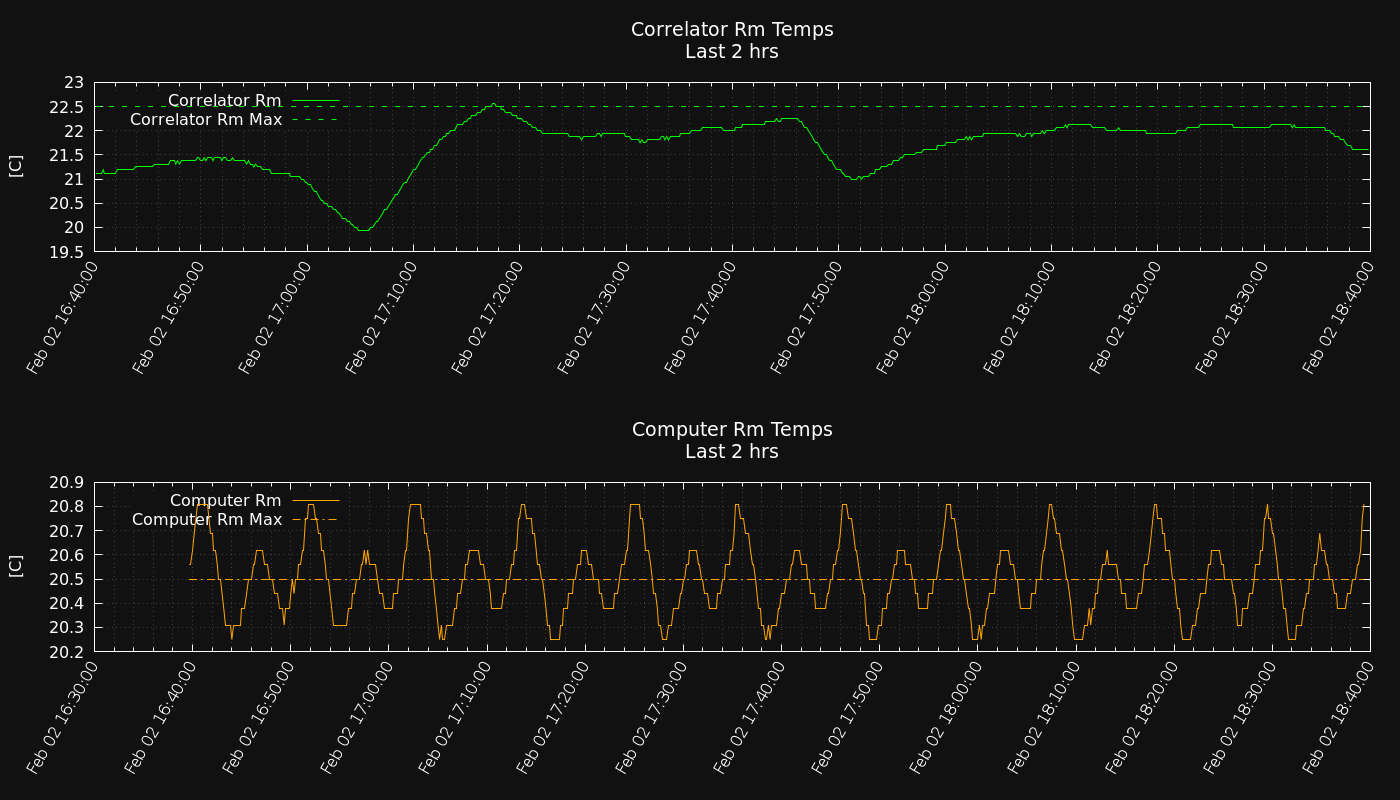 Correlator Rm Temps
Last 2 hrs
23
22.5
22
21.5
21
20.5
20
19.5
[C]
Correlator Rm
Correlator Rm Max
Feb 02 16:40:00
Feb 02 16:50:00
Feb 02 17:00:00
Feb 02 17:10:00
Feb 02 17:20:00
Feb 02 17:30:00
Feb 02 17:40:00
Feb 02 17:50:00
Feb 02 18:00:00
Feb 02 18:10:00
Feb 02 18:20:00
Feb 02 18:30:00
Feb 02 18:40:00
Computer Rm Temps
Last 2 hrs
20.9
20.8
20.7
20.6
20.5
20.4
20.3
20.2
[C]
Computer Rm
Computer Rm Max
Feb 02 16:30:00
Feb 02 16:40:00
Feb 02 16:50:00
Feb 02 17:00:00
Feb 02 17:10:00
Feb 02 17:20:00
Feb 02 17:30:00
Feb 02 17:40:00
Feb 02 17:50:00
Feb 02 18:00:00
Feb 02 18:10:00
Feb 02 18:20:00
Feb 02 18:30:00
Feb 02 18:40:00